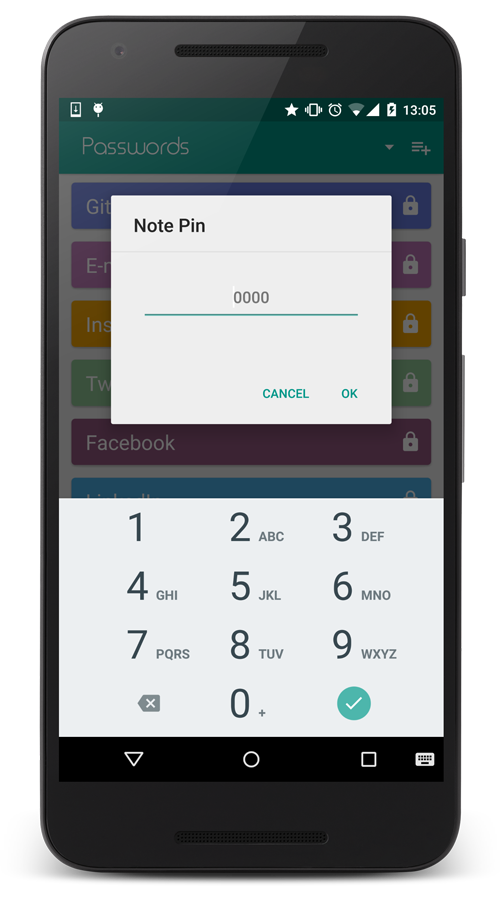 13:05
Passwords
Git
E-
Ins
Tw
Note Pin
0000
CANCEL OK
Facebook
1 2 ABC 3 DEF
4 GHI 5 JKL 6 MNO
7 PQRS 8 TUV 9 WXYZ
0 +